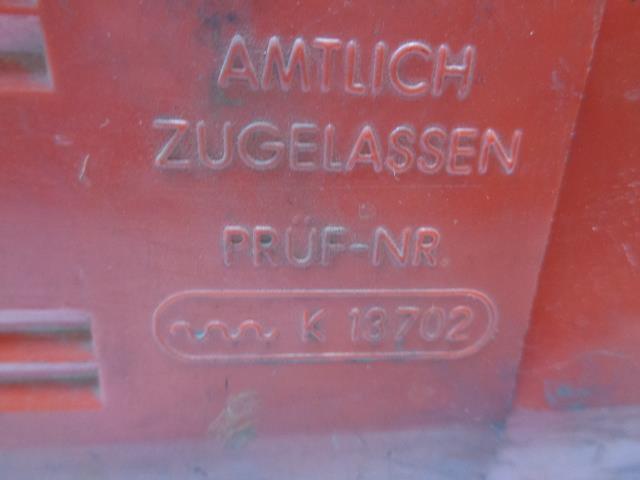 AMTLICH
ZUGELASSEN
PRÜF-NR.
K 13702